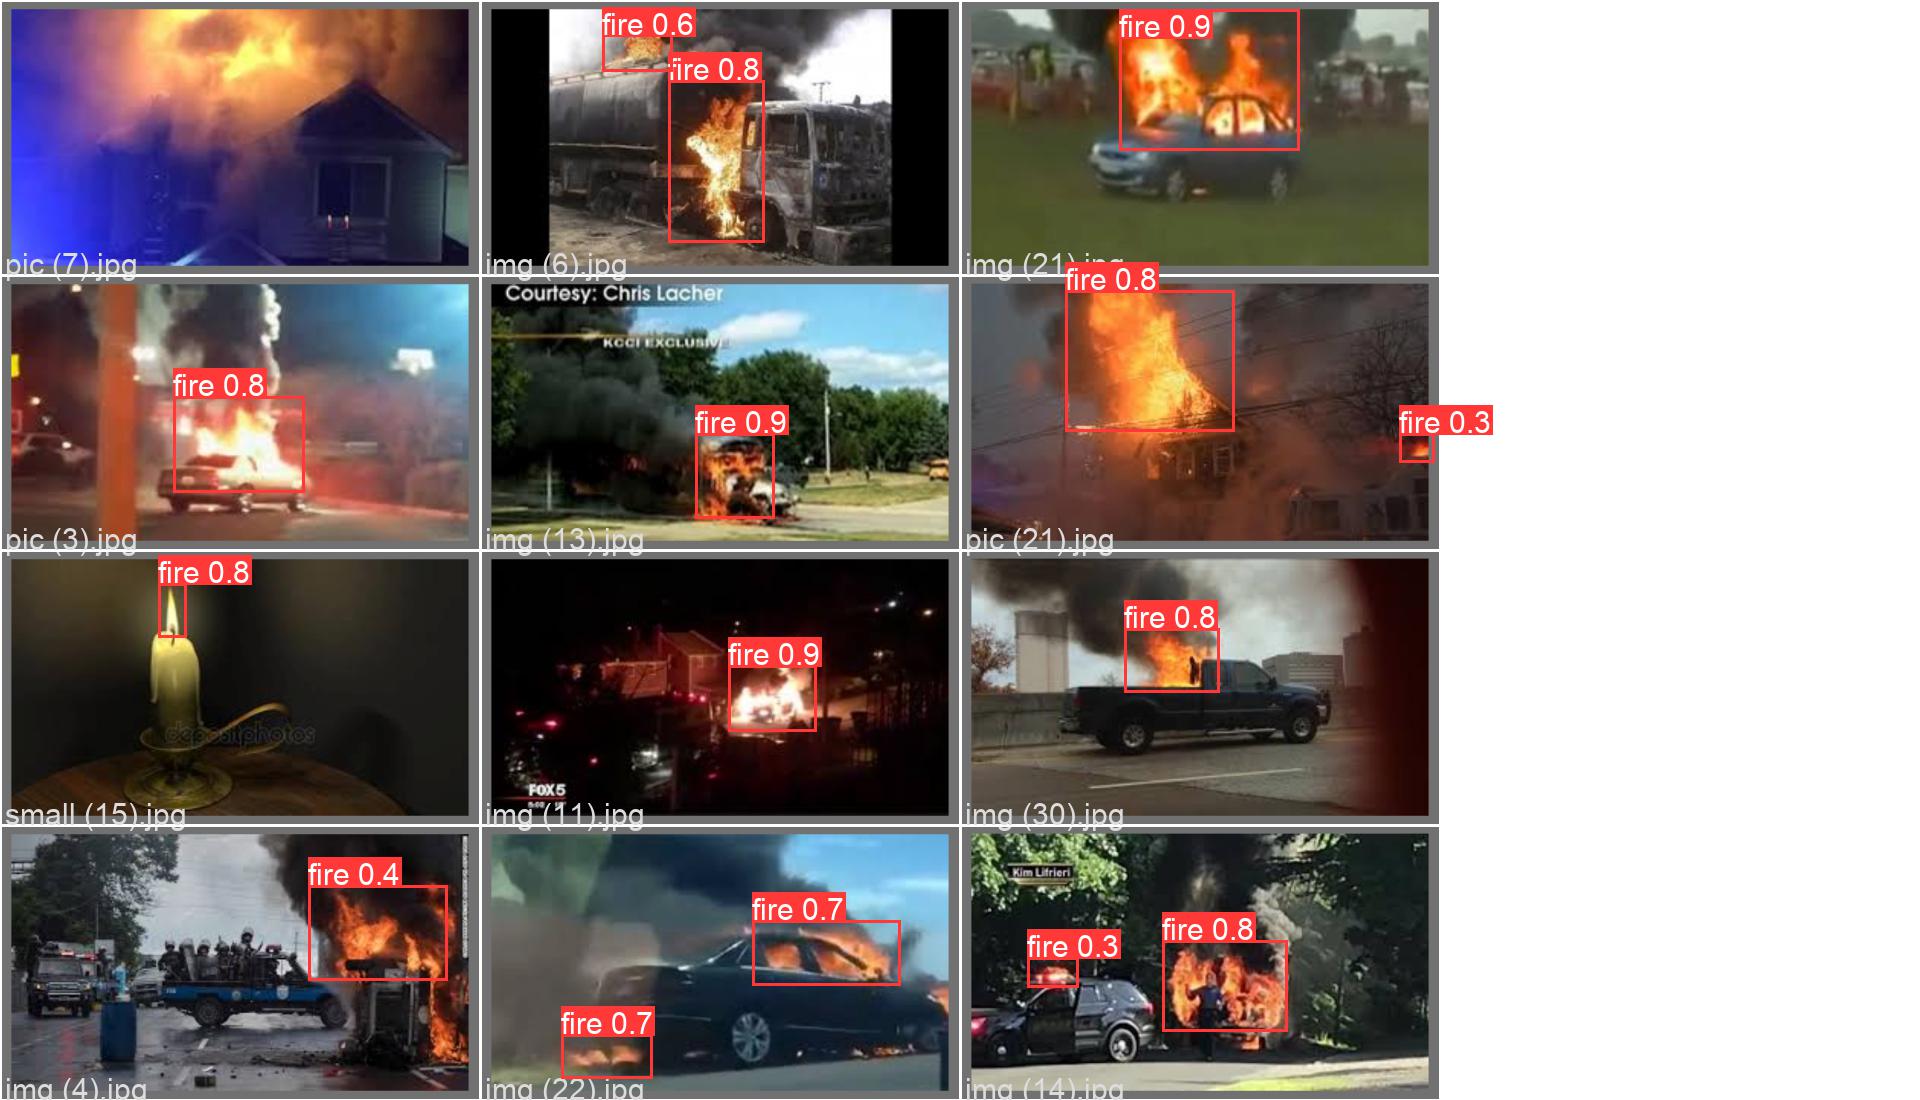 fire 0.6
fire 0.8
fire 0.9
pic (7).jpg
img (6).jpg
img (21).jpg
fire 0.8
Courtesy: Chris Lacher
KCCI EXCLUSIVE
fire 0.8
fire 0.9
fire 0.3
pic (3).jpg
img (13).jpg
pic (21).jpg
fire 0.8
fire 0.8
fire 0.9
depositphotos
FOX5
small (15).jpg
img (11).jpg
img (30).jpg
fire 0.4
Kim Lifrieri
fire 0.7
fire 0.8
fire 0.3
fire 0.7
img (4).jpg
img (22).jpg
img (14).jpg